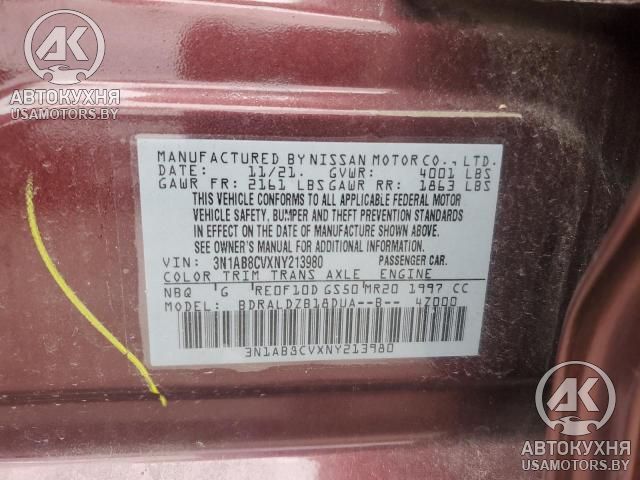 АК
АВТОКУХНЯ
USAMOTORS.BY
MANUFACTURED BY NISSAN MOTOR CO., LTD.
DATE: 11/21. GVWR: 4001 LBS
GAWR FR: 2161 LBS GAWR RR: 1863 LBS
THIS VEHICLE CONFORMS TO ALL APPLICABLE FEDERAL MOTOR
VEHICLE SAFETY, BUMPER AND THEFT PREVENTION STANDARDS
IN EFFECT ON THE DATE OF MANUFACTURE SHOWN ABOVE.
SEE OWNER'S MANUAL FOR ADDITIONAL INFORMATION
VIN: 3N1AB8CVXNY213980 PASSENGER CAR.
COLOR TRIM TRANS AXLE ENGINE
NBQ G RE0F10D GS50 MR20 1997 CC
MODEL: BDRALDZB18DUA--B-- 4Z000
3N1AB8CVXNY213980
АК
АВТОКУХНЯ
USAMOTORS.BY